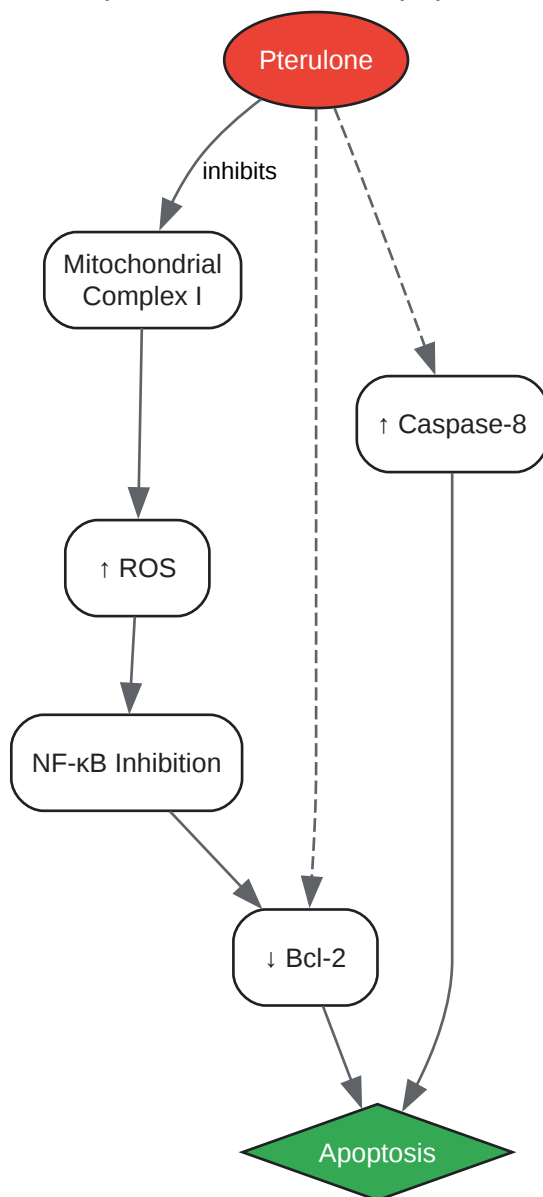 Pterulone
inhibits
Mitochondrial
Complex I
↑ Caspase-8
↑ ROS
NF-κB Inhibition
↓ Bcl-2
Apoptosis